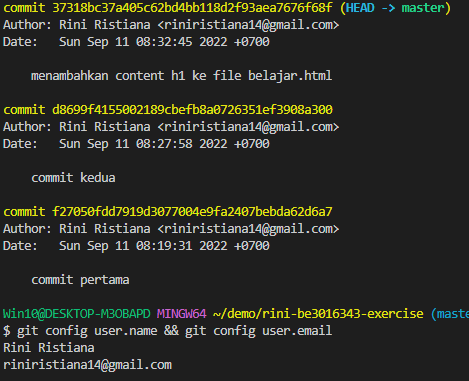 commit 37318bc37a405c62bd4bb118d2f93aea7676f68f (HEAD -> master)
Author: Rini Ristiana <riniristiana14@gmail.com>
Date:   Sun Sep 11 08:32:45 2022 +0700
    menambahkan content h1 ke file belajar.html
commit d8699f4155002189cbefb8a0726351ef3908a300
Author: Rini Ristiana <riniristiana14@gmail.com>
Date:   Sun Sep 11 08:27:58 2022 +0700
    commit kedua
commit f27050fdd7919d3077004e9fa2407bebda62d6a7
Author: Rini Ristiana <riniristiana14@gmail.com>
Date:   Sun Sep 11 08:19:31 2022 +0700
    commit pertama
Win10@DESKTOP-M3OBAPD MINGW64 ~/demo/rini-be3016343-exercise (maste
$ git config user.name && git config user.email
Rini Ristiana
riniristiana14@gmail.com